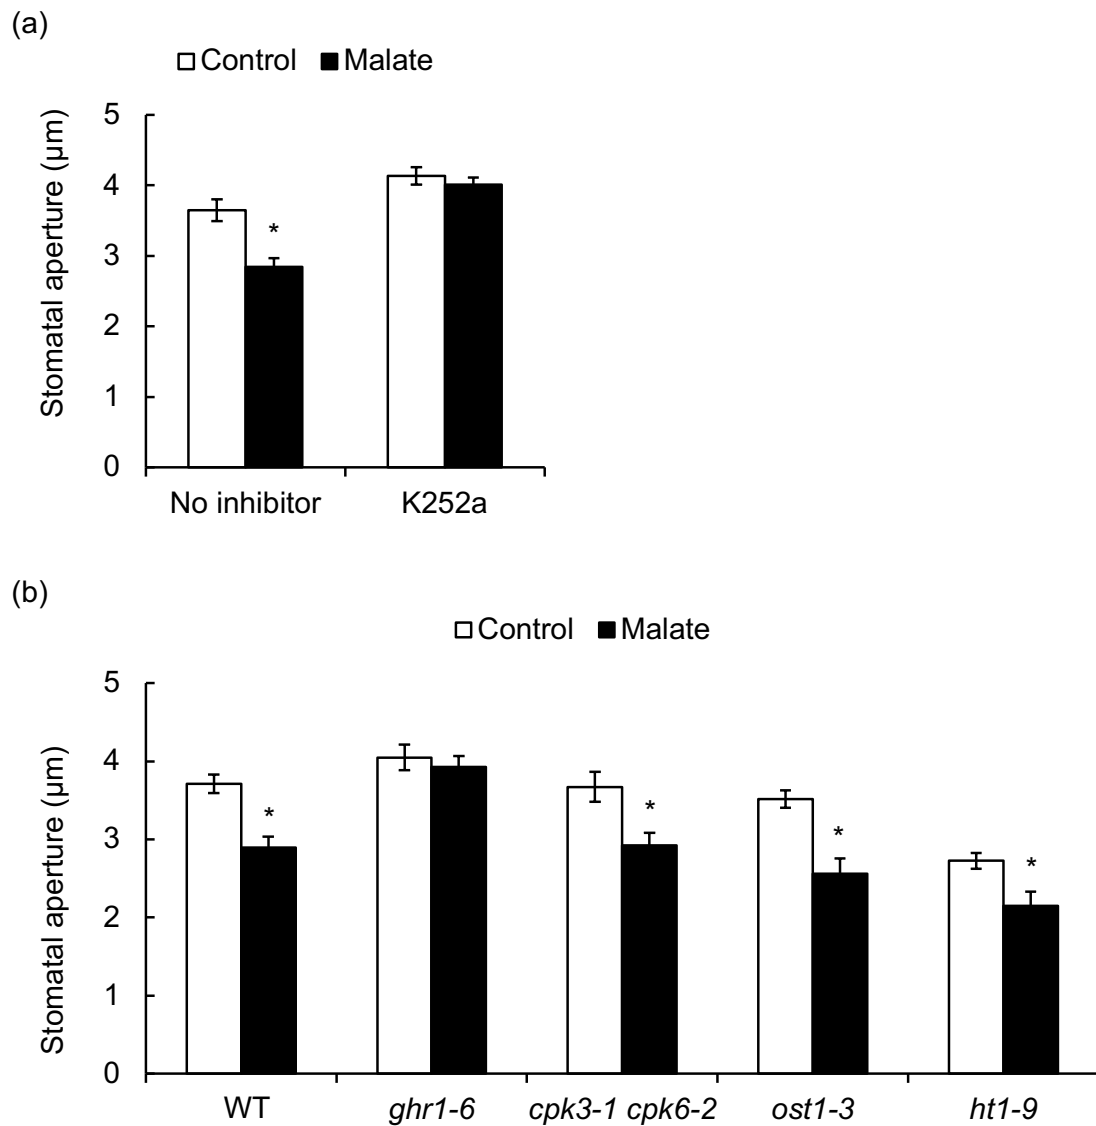 (a)
Control Malate
Stomatal aperture (µm)
5
4
3
2
1
0
*
No inhibitor K252a
(b)
Control Malate
Stomatal aperture (µm)
5
4
3
2
1
0
* * * *
WT ghr1-6 cpk3-1 cpk6-2 ost1-3 ht1-9